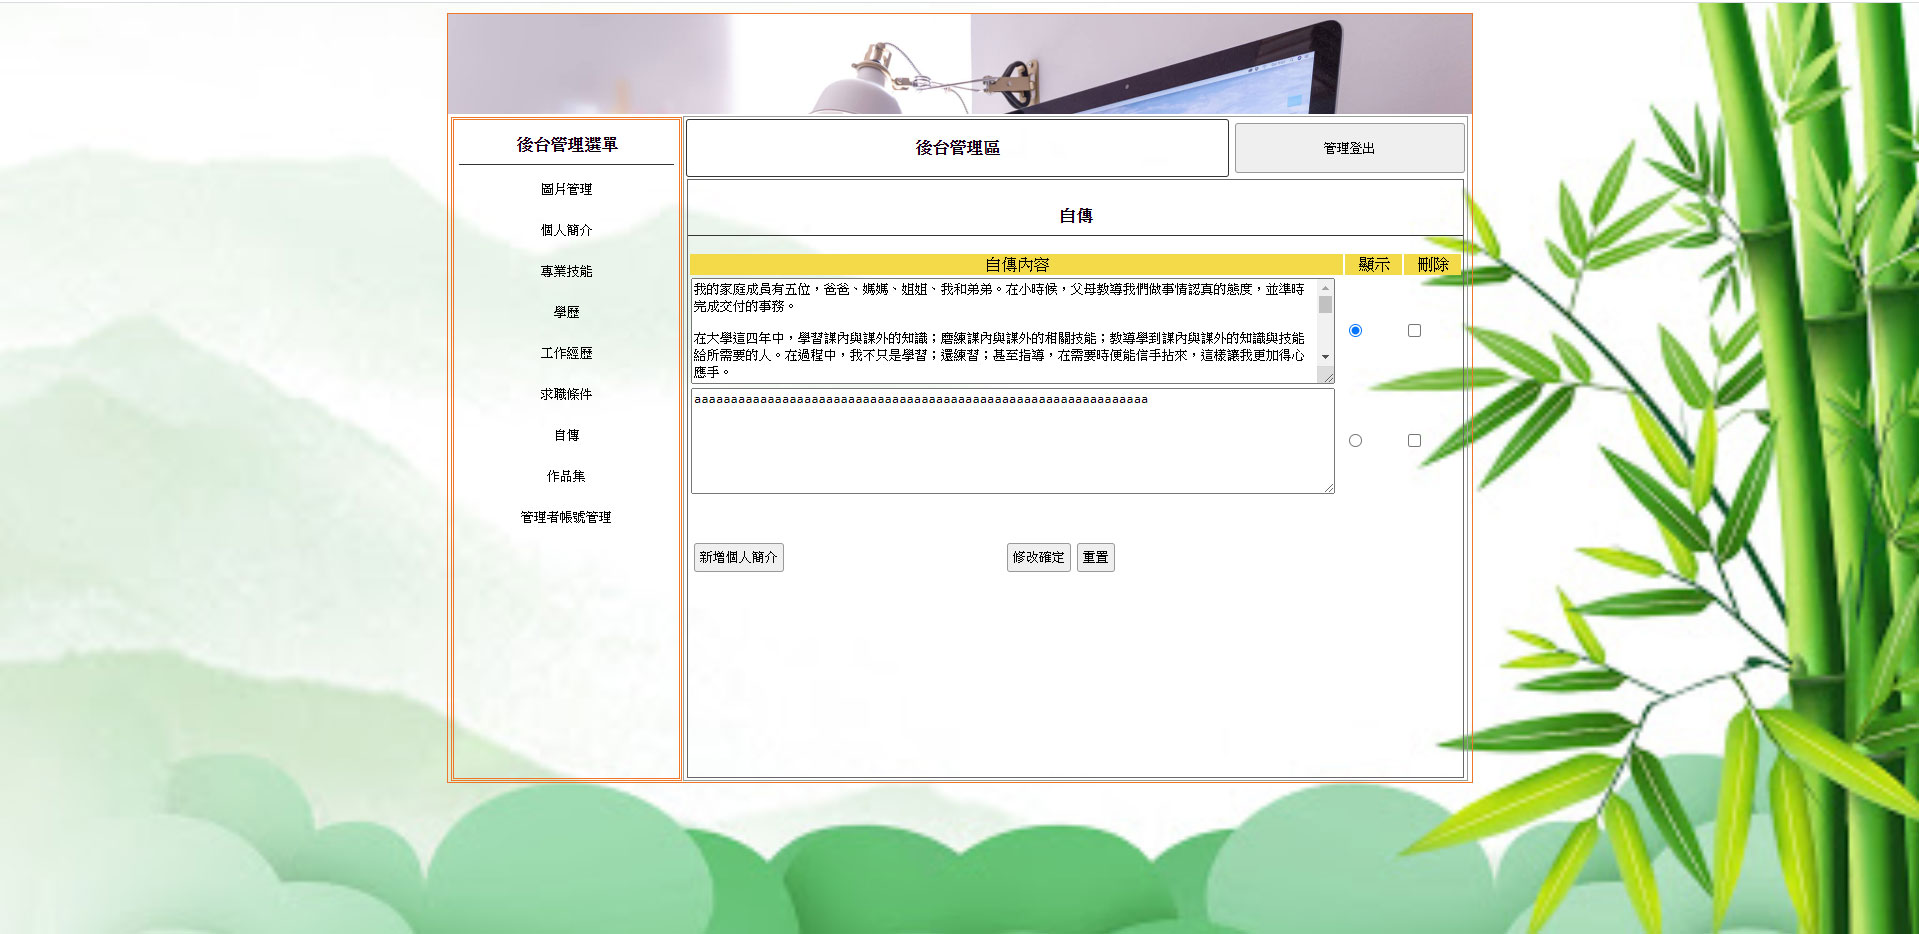 後台管理選單
圖片管理
個人簡介
專業技能
學歷
工作經歷
求職條件
自傳
作品集
管理者帳號管理
後台管理區
管理登出
自傳
自傳內容 顯示 刪除
我的家庭成員有五位，爸爸、媽媽、姐姐、我和弟弟。在小時候，父母教導我們做事情認真的態度，並準時
完成交付的事務。
在大學這四年中，學習課內與課外的知識；磨練課內與課外的相關技能；教導學到課內與課外的知識與技能
給所需要的人。在過程中，我不只是學習；還練習；甚至指導，在需要時便能信手拈來，這樣讓我更加得心
應手。
aaaaaaaaaaaaaaaaaaaaaaaaaaaaaaaaaaaaaaaaaaaaaaaaaaaaaaaaaaaaaaa
新增個人簡介 修改確定 重置